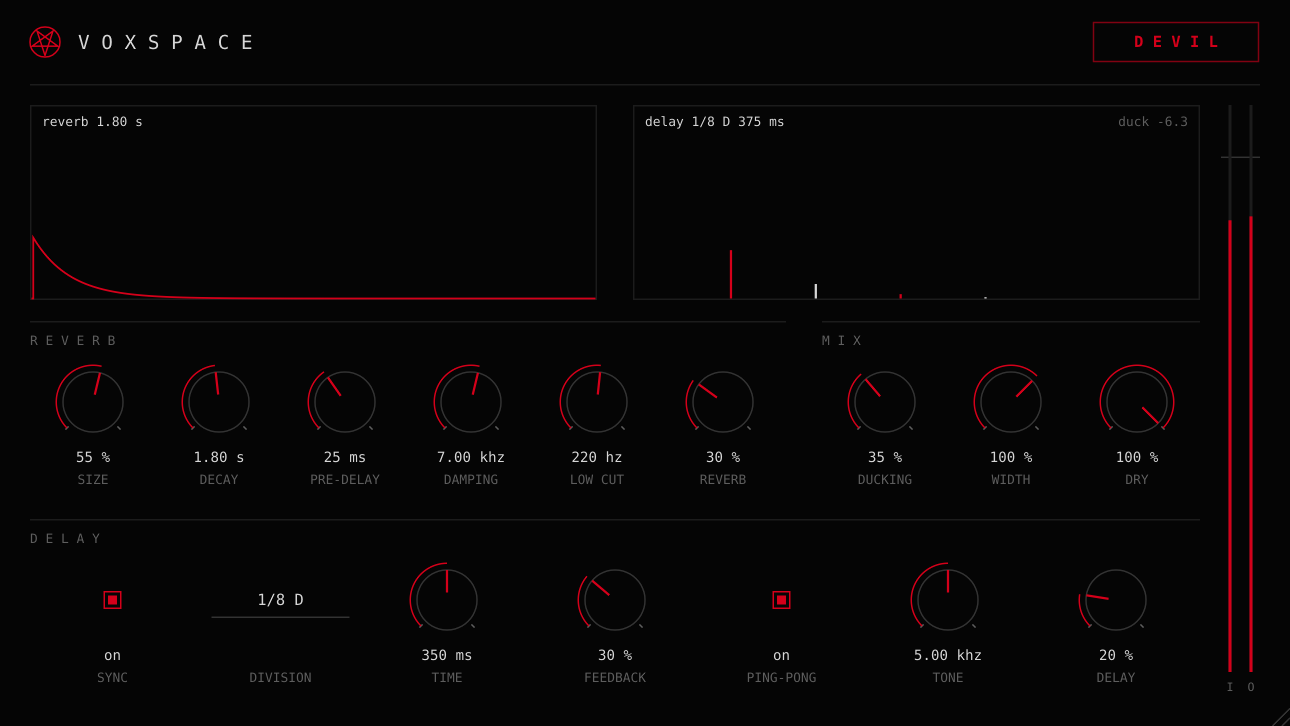 VOXSPACE
DEVIL
reverb 1.80 s
delay 1/8 D 375 ms
duck -6.3
REVERB
MIX
55 %
1.80 s
25 ms
7.00 khz
220 hz
30 %
35 %
100 %
100 %
SIZE
DECAY
PRE-DELAY
DAMPING
LOW CUT
REVERB
DUCKING
WIDTH
DRY
DELAY
1/8 D
on
350 ms
30 %
on
5.00 khz
20 %
SYNC
DIVISION
TIME
FEEDBACK
PING-PONG
TONE
DELAY
I O